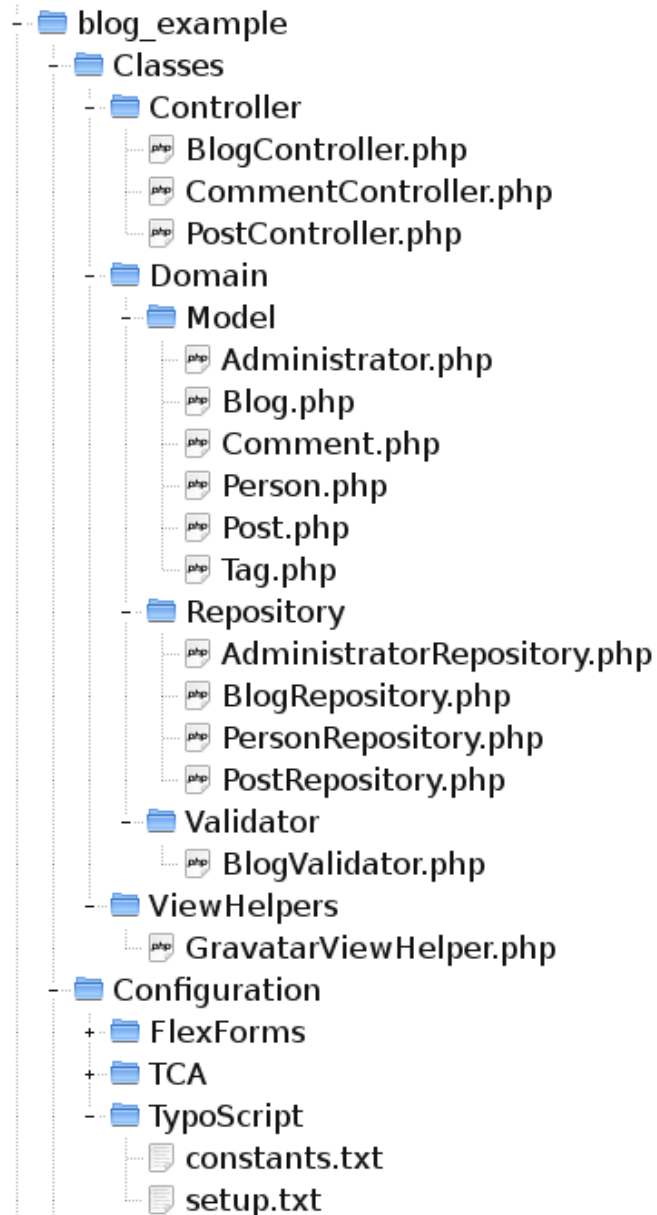 blog_example
Classes
Controller
BlogController.php
CommentController.php
PostController.php
Domain
Model
Administrator.php
Blog.php
Comment.php
Person.php
Post.php
Tag.php
Repository
AdministratorRepository.php
BlogRepository.php
PersonRepository.php
PostRepository.php
Validator
BlogValidator.php
ViewHelpers
GravatarViewHelper.php
Configuration
FlexForms
TCA
TypoScript
constants.txt
setup.txt